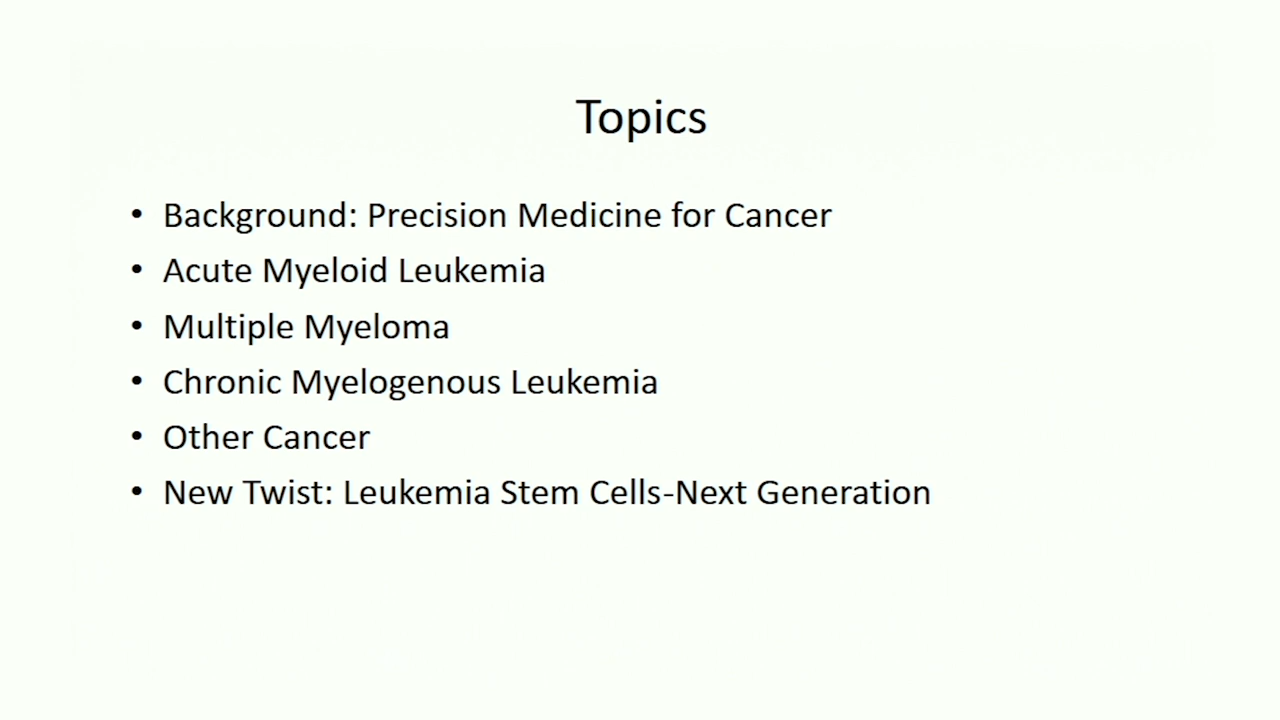 Topics
• Background: Precision Medicine for Cancer
• Acute Myeloid Leukemia
• Multiple Myeloma
• Chronic Myelogenous Leukemia
• Other Cancer
• New Twist: Leukemia Stem Cells-Next Generation